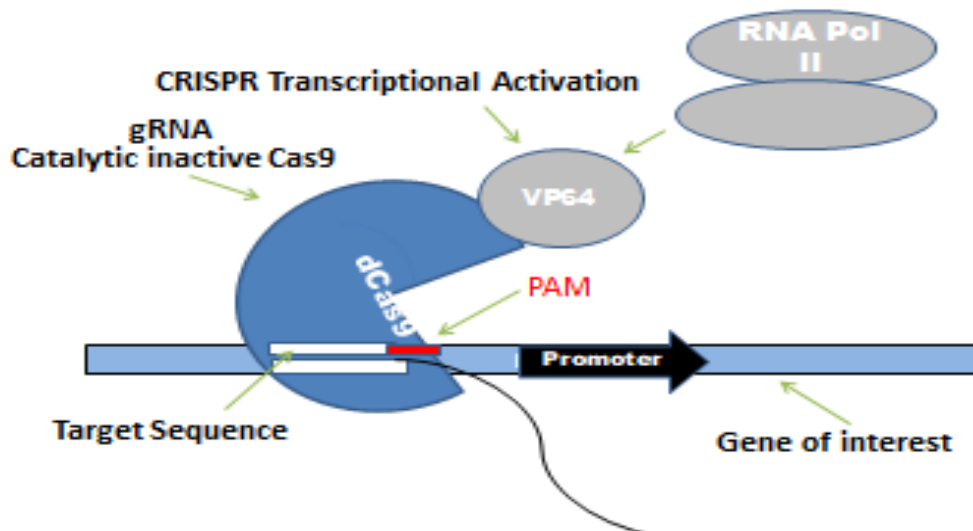 RNA Pol
II
CRISPR Transcriptional Activation
gRNA
Catalytic inactive Cas9
VP64
dCas9
PAM
Promoter
Target Sequence
Gene of interest